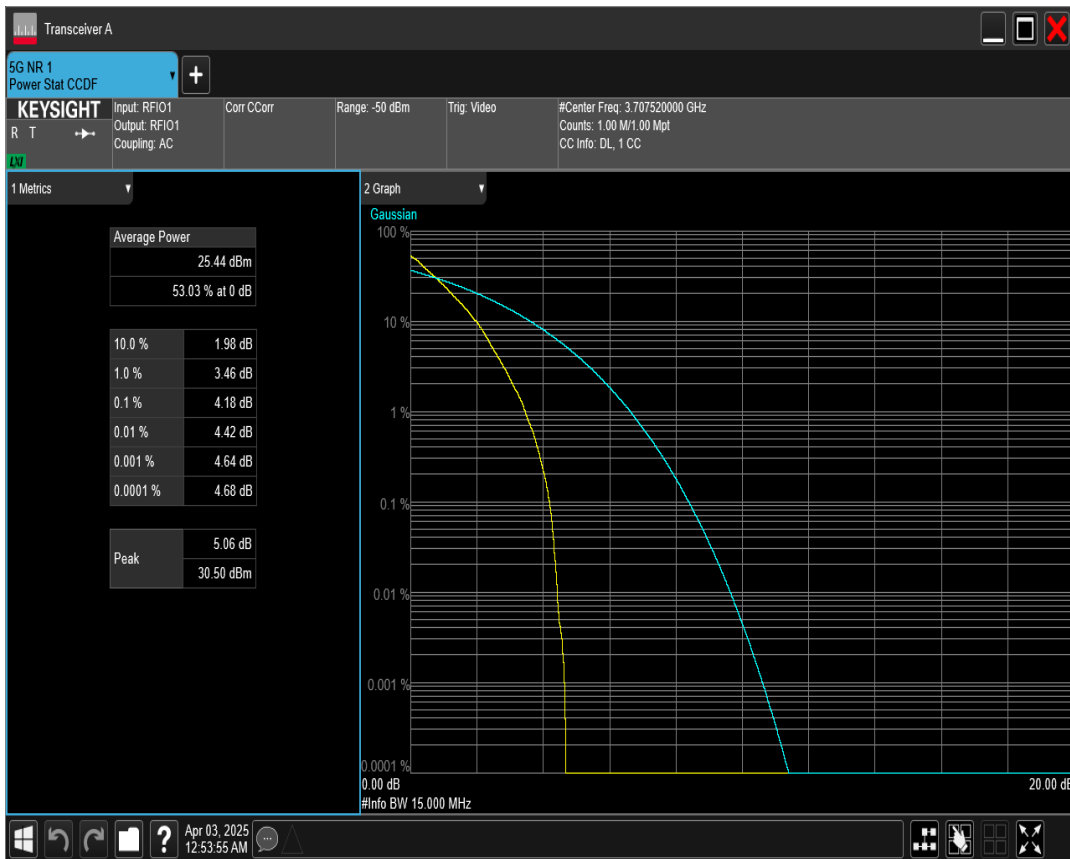 Transceiver A
5G NR 1
Power Stat CCDF
KEYSIGHT
R T
LXI
Input: RFIO1
Output: RFIO1
Coupling: AC
Corr CCorr
Range: -50 dBm
Trig: Video
#Center Freq: 3.707520000 GHz
Counts: 1.00 M/1.00 Mpt
CC Info: DL, 1 CC
1 Metrics
Average Power
25.44 dBm
53.03 % at 0 dB
10.0 % 1.98 dB
1.0 % 3.46 dB
0.1 % 4.18 dB
0.01 % 4.42 dB
0.001 % 4.64 dB
0.0001 % 4.68 dB
Peak
5.06 dB
30.50 dBm
2 Graph
Gaussian
100 %
10 %
1 %
0.1 %
0.01 %
0.001 %
0.0001 %
0.00 dB 20.00 dB
#Info BW 15.000 MHz
Apr 03, 2025
12:53:55 AM